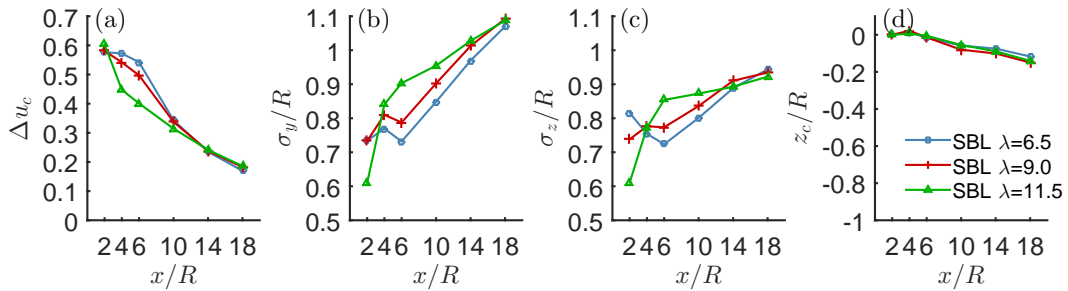 (a)
0.7
0.6
0.5
0.4
0.3
0.2
0.1
0
Δu_c
2 4 6 10 14 18
x/R
(b)
1.1
1
0.9
0.8
0.7
0.6
0.5
σ_y/R
2 4 6 10 14 18
x/R
(c)
1.1
1
0.9
0.8
0.7
0.6
0.5
σ_z/R
2 4 6 10 14 18
x/R
(d)
0
-0.2
-0.4
-0.6
-0.8
-1
z_c/R
SBL λ=6.5
SBL λ=9.0
SBL λ=11.5
2 4 6 10 14 18
x/R